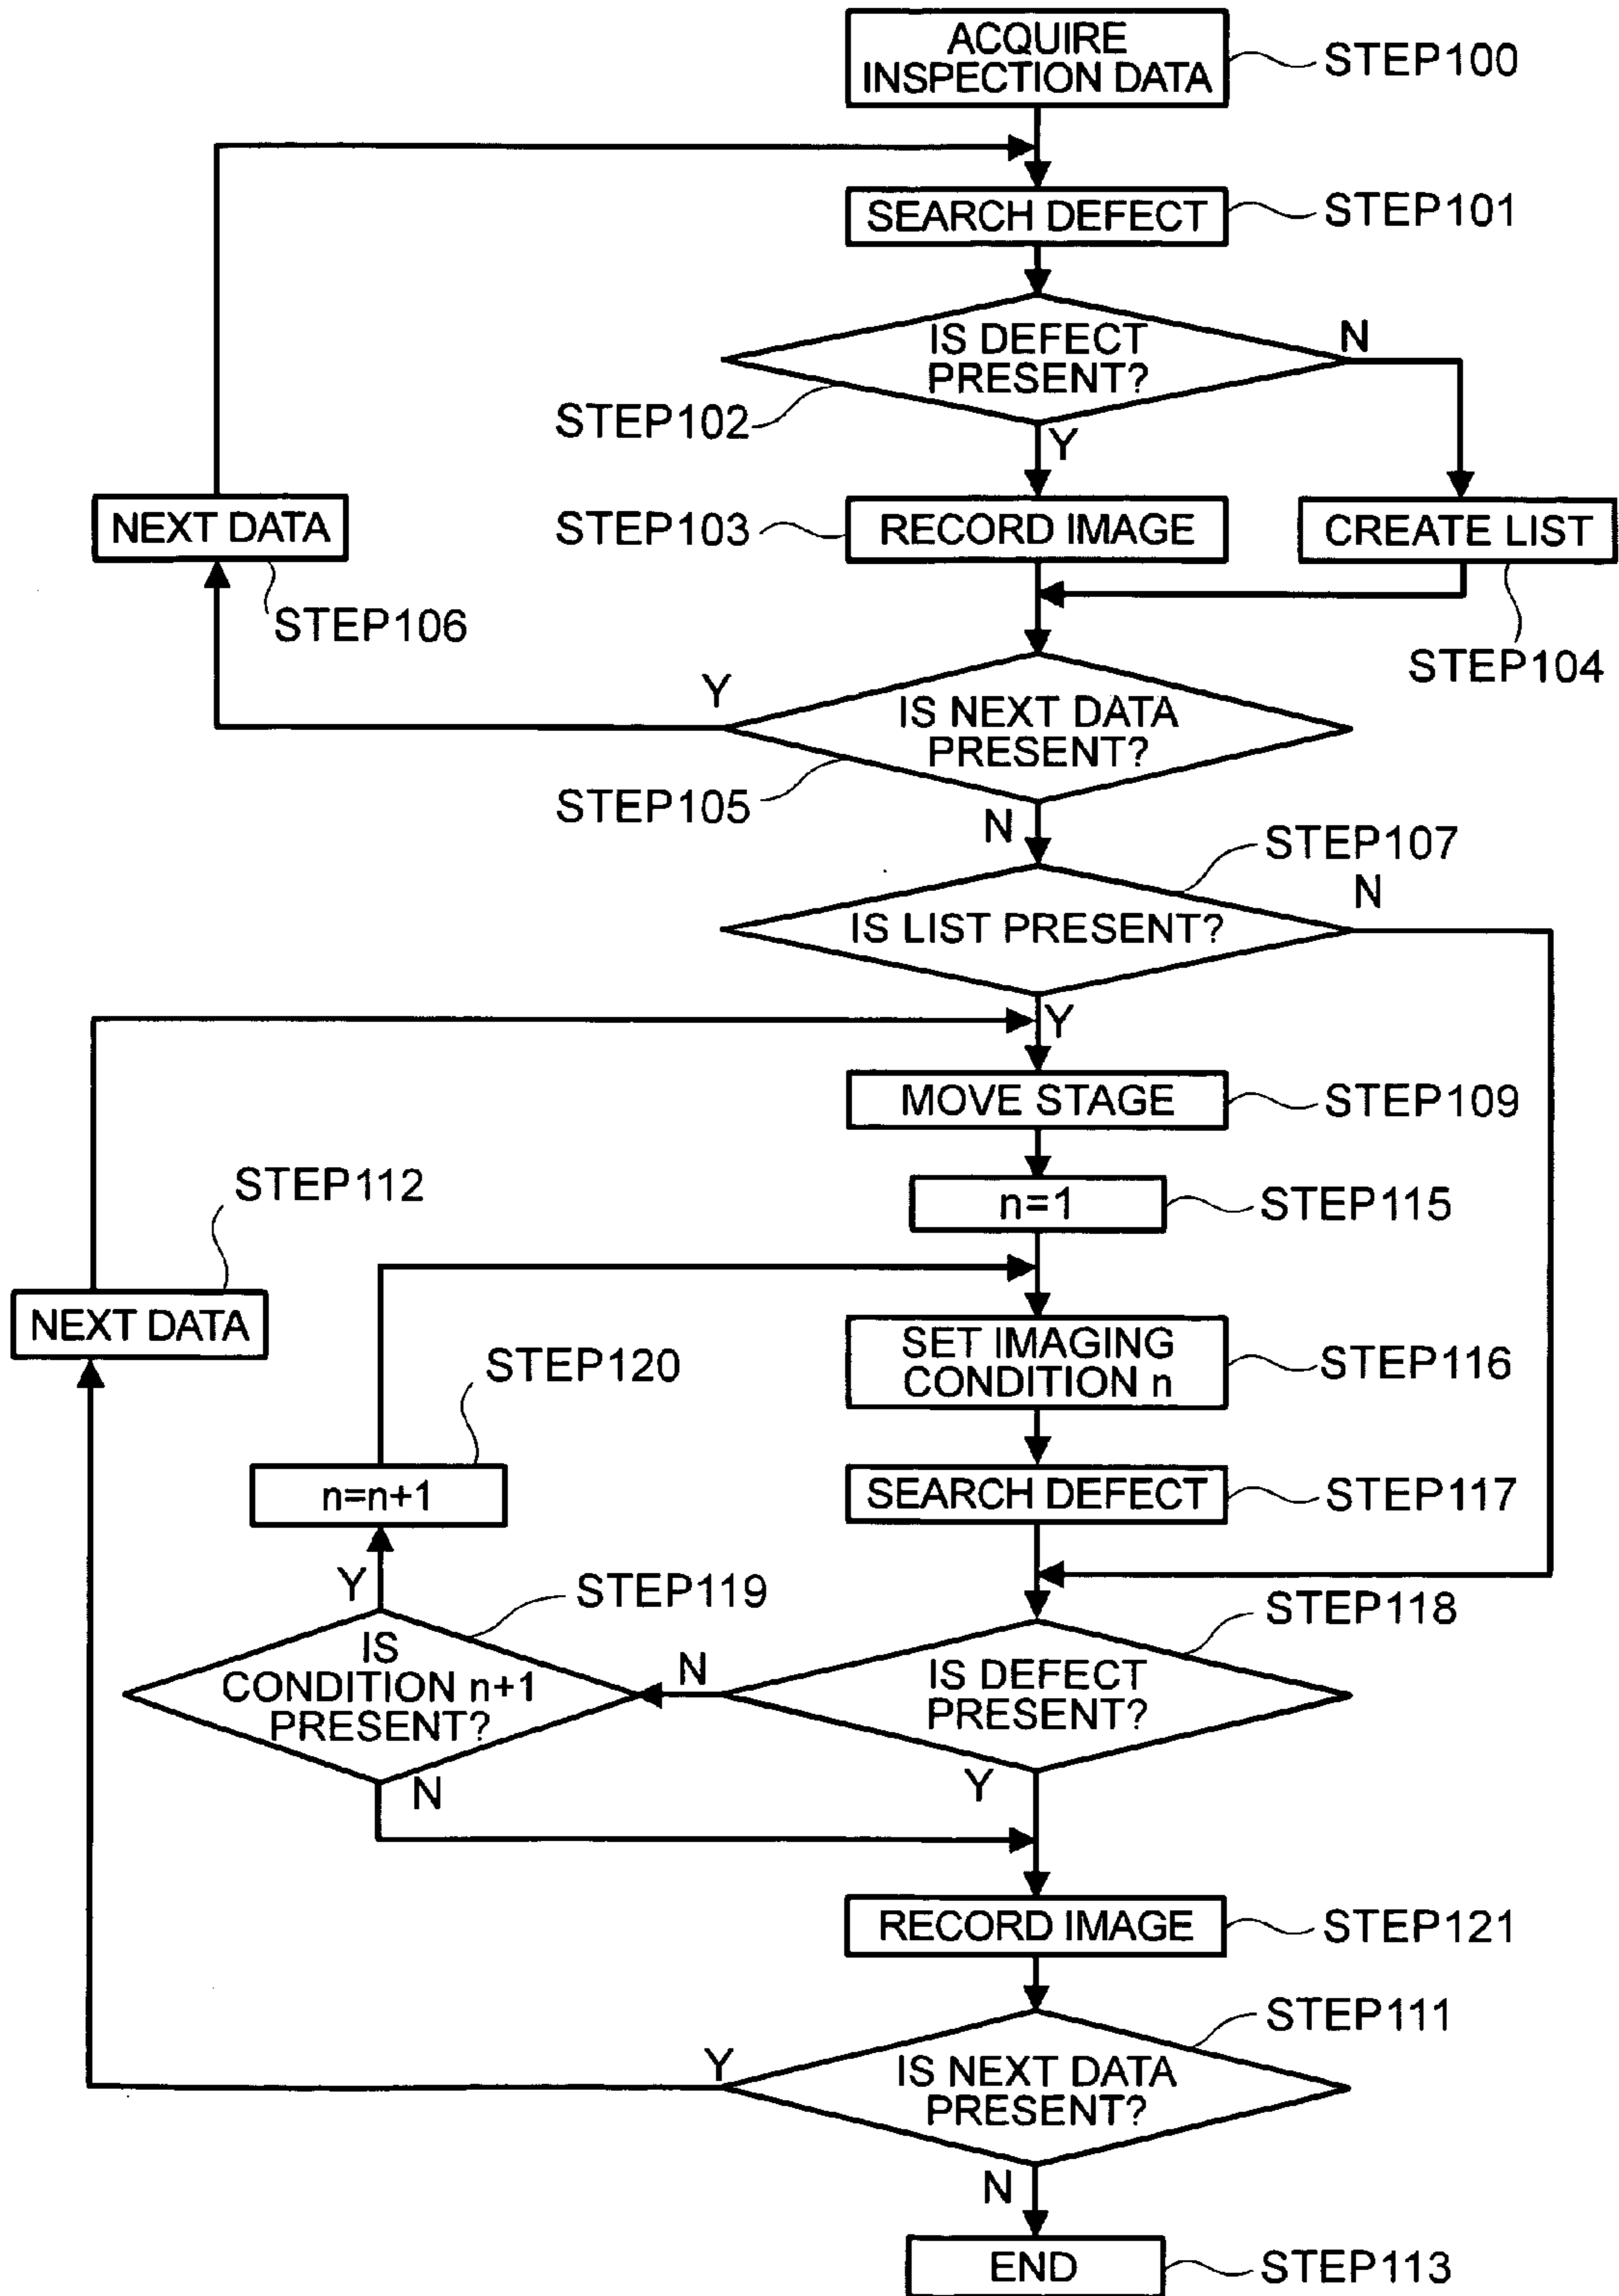 ACQUIRE
INSPECTION DATA
STEP100
SEARCH DEFECT
STEP101
IS DEFECT
PRESENT?
N
STEP102
Y
NEXT DATA
STEP103
RECORD IMAGE
CREATE LIST
STEP106
STEP104
Y
IS NEXT DATA
PRESENT?
STEP105
N
STEP107
N
IS LIST PRESENT?
Y
MOVE STAGE
STEP109
STEP112
n=1
STEP115
NEXT DATA
SET IMAGING
CONDITION n
STEP116
STEP120
n=n+1
SEARCH DEFECT
STEP117
Y
STEP119
STEP118
IS
CONDITION n+1
PRESENT?
N
IS DEFECT
PRESENT?
N
Y
RECORD IMAGE
STEP121
STEP111
Y
IS NEXT DATA
PRESENT?
N
END
STEP113